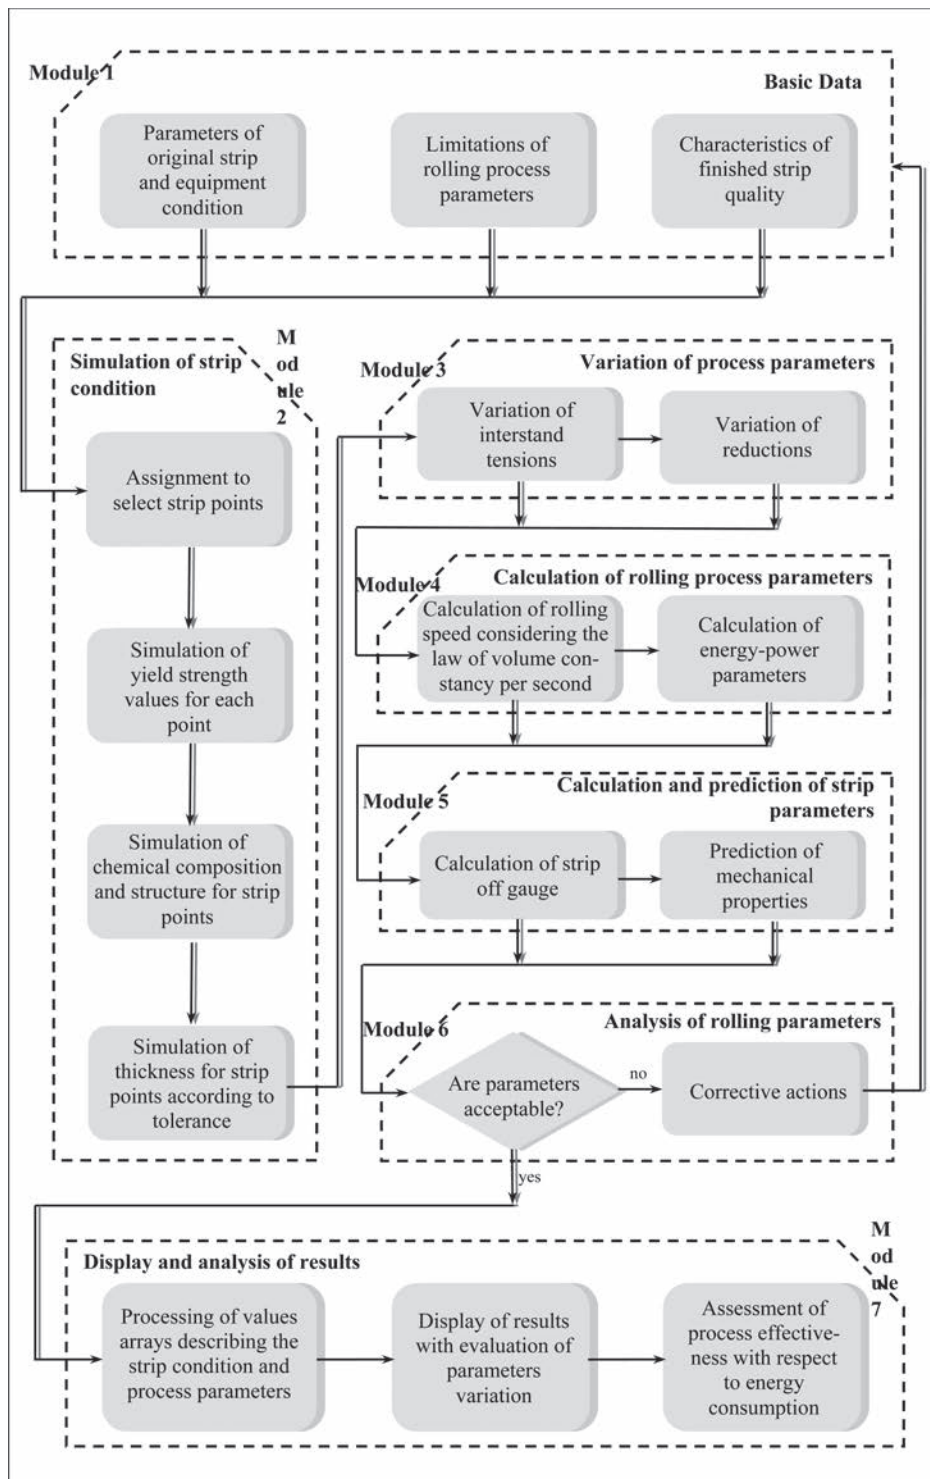 Module 1
Basic Data
Parameters of
original strip
and equipment
condition
Limitations of
rolling process
parameters
Characteristics of
finished strip
quality
Simulation of strip
condition
M
od
ule
2
Assignment to
select strip points
Simulation of
yield strength
values for each
point
Simulation of
chemical composition
and structure for strip
points
Simulation of
thickness for strip
points according to
tolerance
Module 3
Variation of process parameters
Variation of
interstand
tensions
Variation of
reductions
Module 4
Calculation of rolling process parameters
Calculation of rolling
speed considering the
law of volume con-
stancy per second
Calculation of
energy-power
parameters
Module 5
Calculation and prediction of strip
parameters
Calculation of strip
off gauge
Prediction of
mechanical
properties
Module 6
Analysis of rolling parameters
Are parameters
acceptable?
no
Corrective actions
yes
Display and analysis of results
M
od
ule
7
Processing of values
arrays describing the
strip condition and
process parameters
Display of results
with evaluation of
parameters
variation
Assessment of
process effective-
ness with respect
to energy
consumption